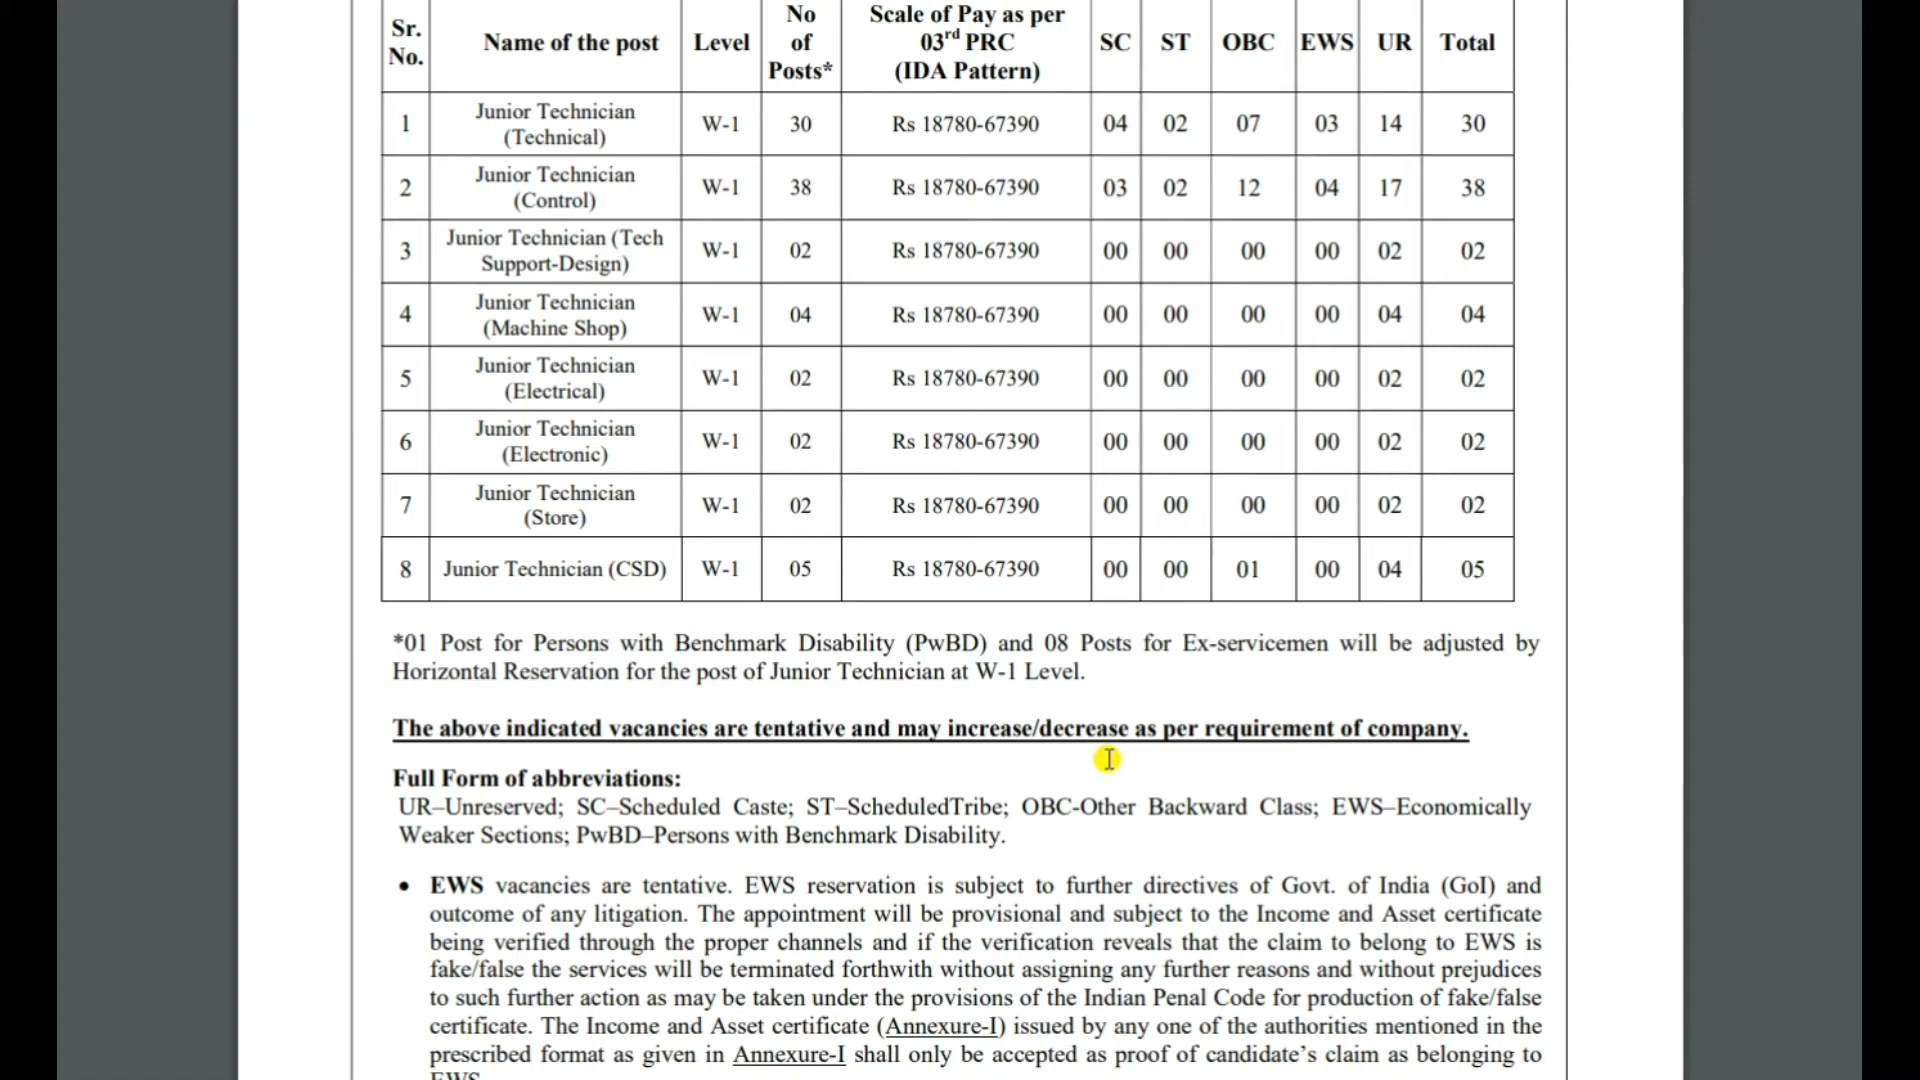 Sr. No. Name of the post Level No of Posts* Scale of Pay as per 03rd PRC (IDA Pattern) SC ST OBC EWS UR Total
1 Junior Technician (Technical) W-1 30 Rs 18780-67390 04 02 07 03 14 30
2 Junior Technician (Control) W-1 38 Rs 18780-67390 03 02 12 04 17 38
3 Junior Technician (Tech Support-Design) W-1 02 Rs 18780-67390 00 00 00 00 02 02
4 Junior Technician (Machine Shop) W-1 04 Rs 18780-67390 00 00 00 00 04 04
5 Junior Technician (Electrical) W-1 02 Rs 18780-67390 00 00 00 00 02 02
6 Junior Technician (Electronic) W-1 02 Rs 18780-67390 00 00 00 00 02 02
7 Junior Technician (Store) W-1 02 Rs 18780-67390 00 00 00 00 02 02
8 Junior Technician (CSD) W-1 05 Rs 18780-67390 00 00 01 00 04 05
*01 Post for Persons with Benchmark Disability (PwBD) and 08 Posts for Ex-servicemen will be adjusted by
Horizontal Reservation for the post of Junior Technician at W-1 Level.
The above indicated vacancies are tentative and may increase/decrease as per requirement of company.
Full Form of abbreviations:
UR–Unreserved; SC–Scheduled Caste; ST–ScheduledTribe; OBC-Other Backward Class; EWS–Economically
Weaker Sections; PwBD–Persons with Benchmark Disability.
• EWS vacancies are tentative. EWS reservation is subject to further directives of Govt. of India (GoI) and
outcome of any litigation. The appointment will be provisional and subject to the Income and Asset certificate
being verified through the proper channels and if the verification reveals that the claim to belong to EWS is
fake/false the services will be terminated forthwith without assigning any further reasons and without prejudices
to such further action as may be taken under the provisions of the Indian Penal Code for production of fake/false
certificate. The Income and Asset certificate (Annexure-I) issued by any one of the authorities mentioned in the
prescribed format as given in Annexure-I shall only be accepted as proof of candidate's claim as belonging to
EWS